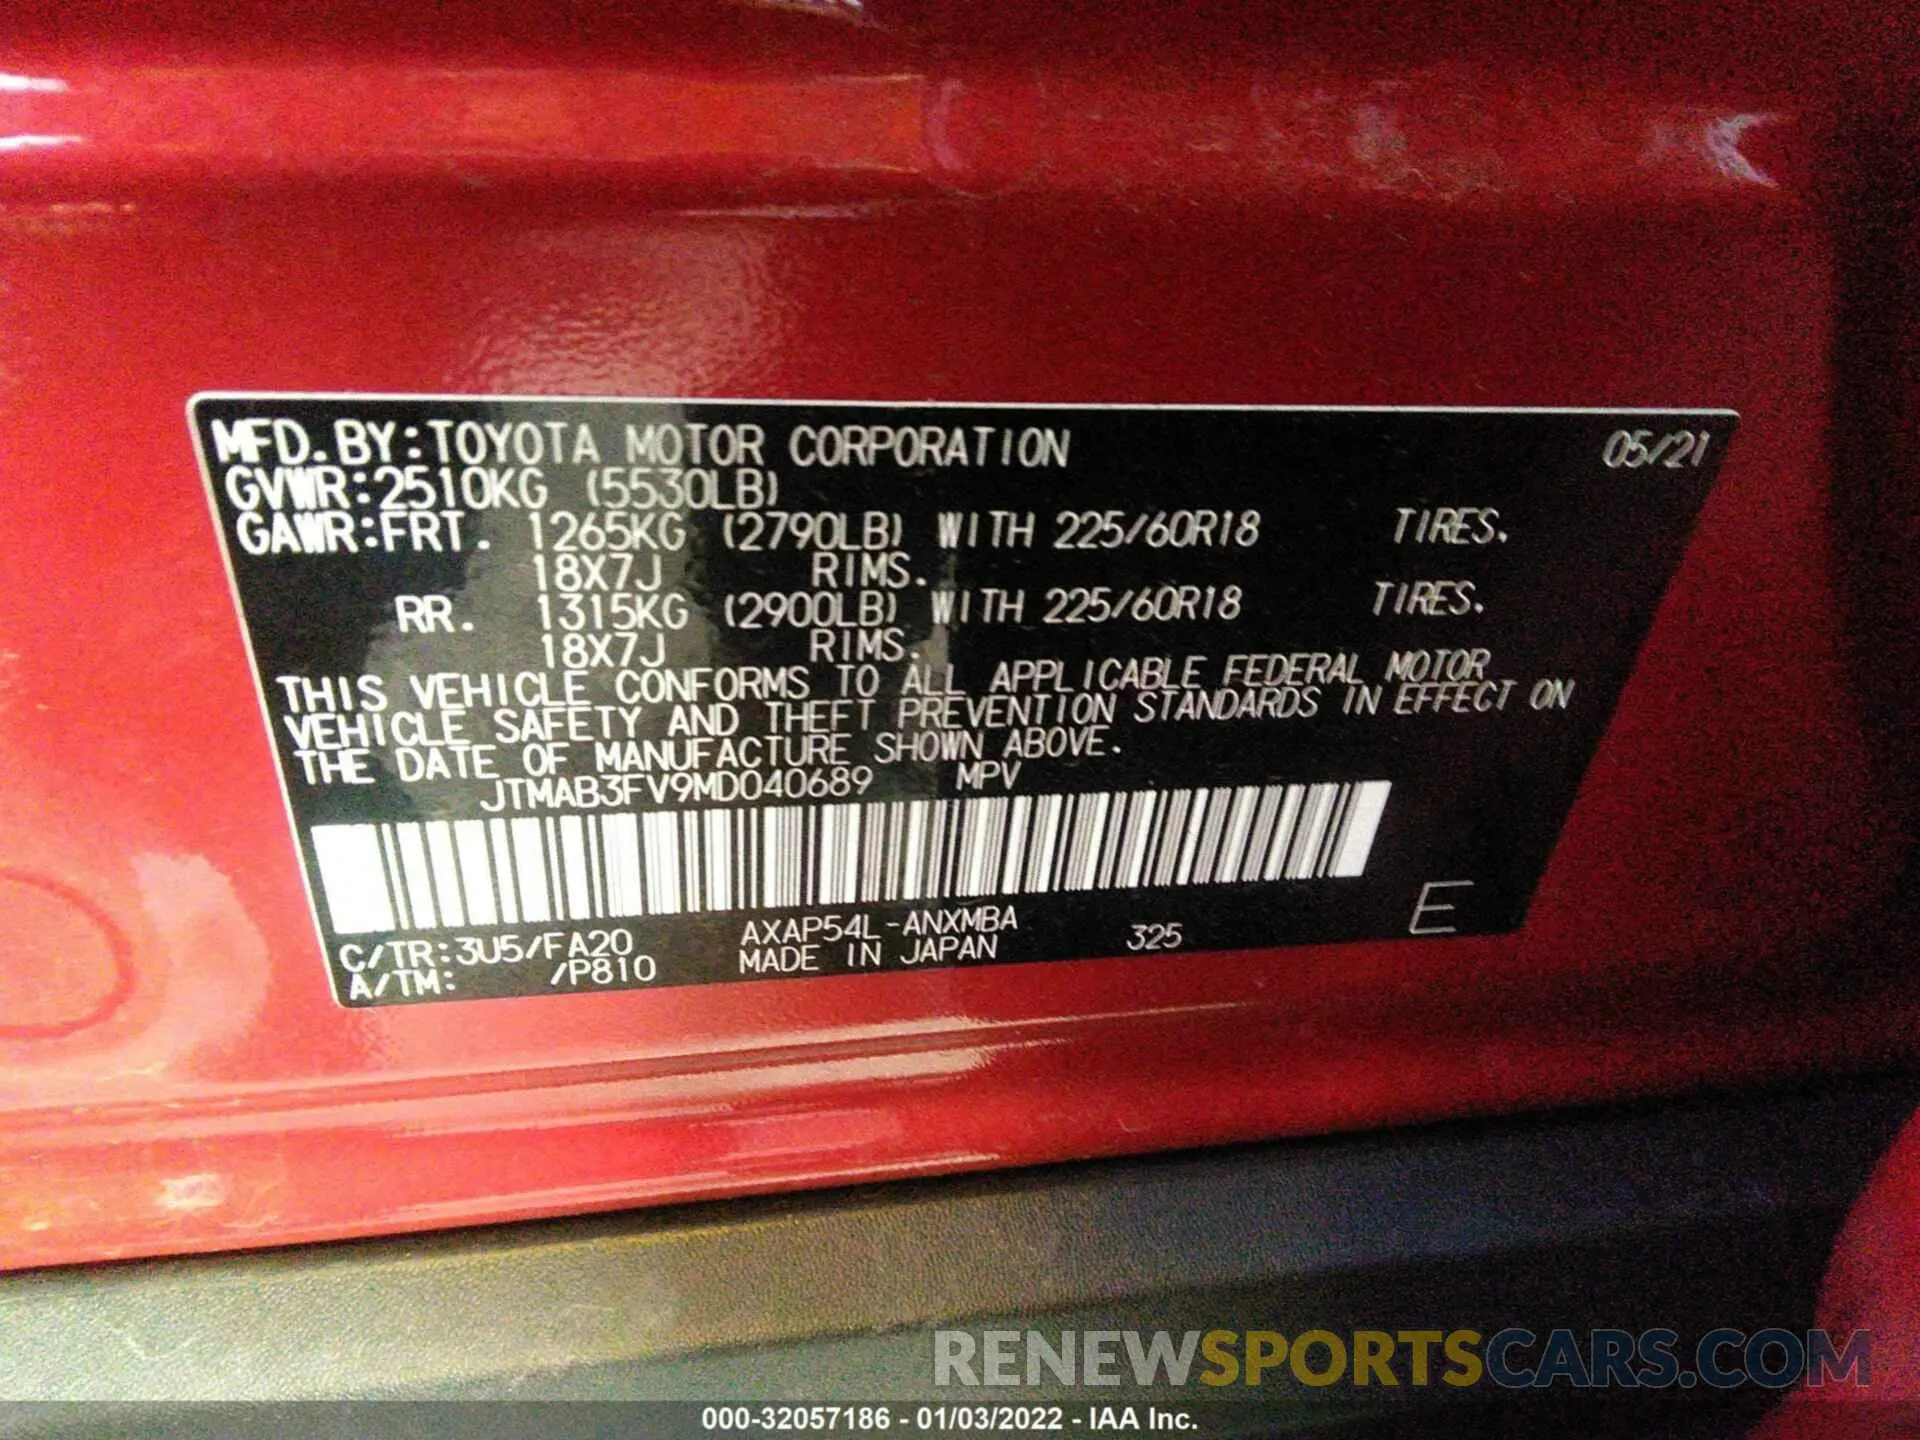 MFD.BY:TOYOTA MOTOR CORPORATION 05/21
GVWR:2510KG (5530LB)
GAWR:FRT. 1265KG (2790LB) WITH 225/60R18 TIRES.
18X7J RIMS.
RR. 1315KG (2900LB) WITH 225/60R18 TIRES.
18X7J RIMS.
THIS VEHICLE CONFORMS TO ALL APPLICABLE FEDERAL MOTOR
VEHICLE SAFETY AND THEFT PREVENTION STANDARDS IN EFFECT ON
THE DATE OF MANUFACTURE SHOWN ABOVE.
JTMAB3FV9MD040689 MPV
C/TR:3U5/FA20 AXAP54L-ANXMBA 325 E
A/TM: /P810 MADE IN JAPAN
RENEWSPORTSCARS.COM
000-32057186 - 01/03/2022 - IAA Inc.